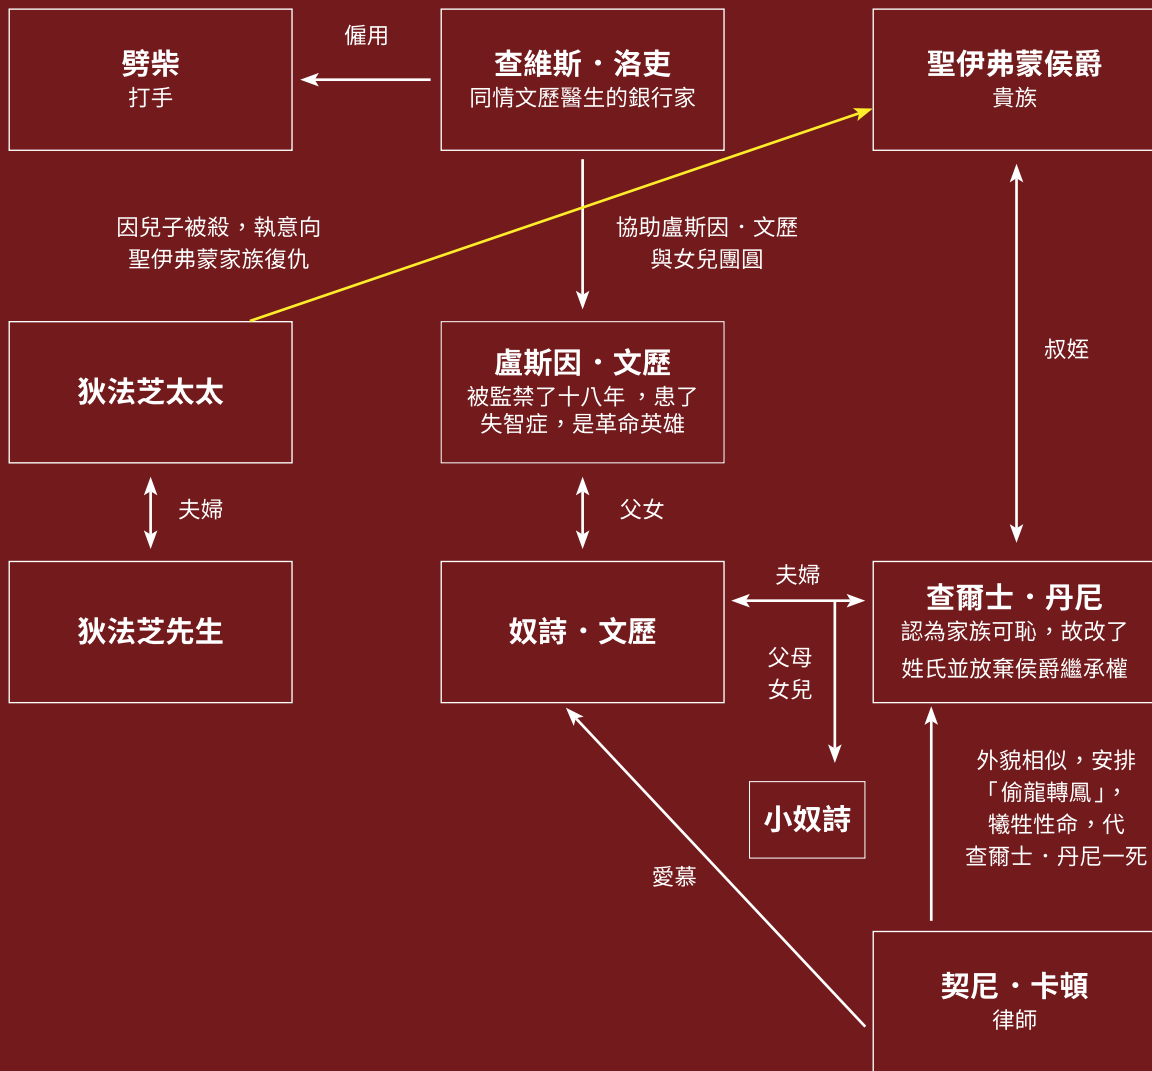 劈柴
打手
僱用
查維斯．洛吏
同情文歷醫生的銀行家
聖伊弗蒙侯爵
貴族
因兒子被殺，執意向
聖伊弗蒙家族復仇
協助盧斯因．文歷
與女兒團圓
叔姪
狄法芝太太
盧斯因．文歷
被監禁了十八年 ，患了
失智症，是革命英雄
夫婦
父女
狄法芝先生
奴詩．文歷
夫婦
查爾士．丹尼
認為家族可恥，故改了
姓氏並放棄侯爵繼承權
父母
女兒
小奴詩
外貌相似，安排
「偷龍轉鳳」，
犧牲性命，代
查爾士．丹尼一死
愛慕
契尼．卡頓
律師